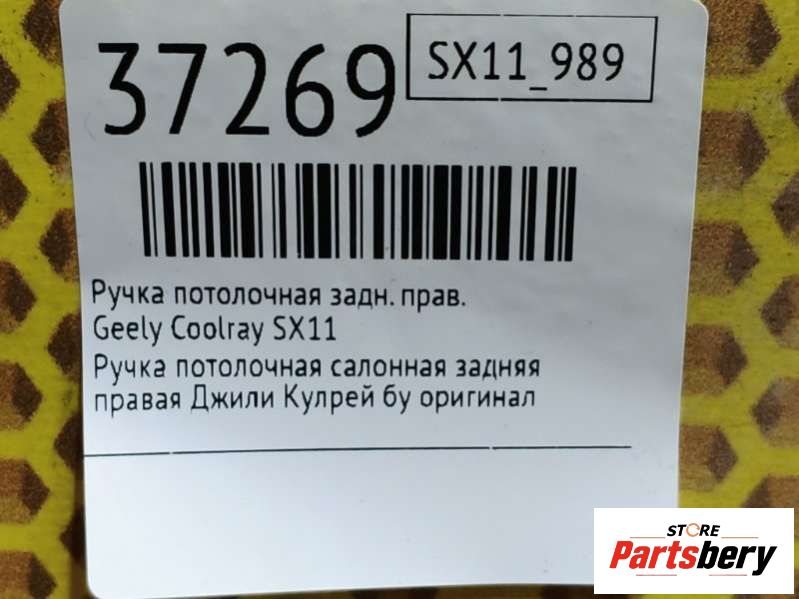 37269
SX11_989
Ручка потолочная задн. прав.
Geely Coolray SX11
Ручка потолочная салонная задняя
правая Джили Кулрей бу оригинал
STORE
Partsbery